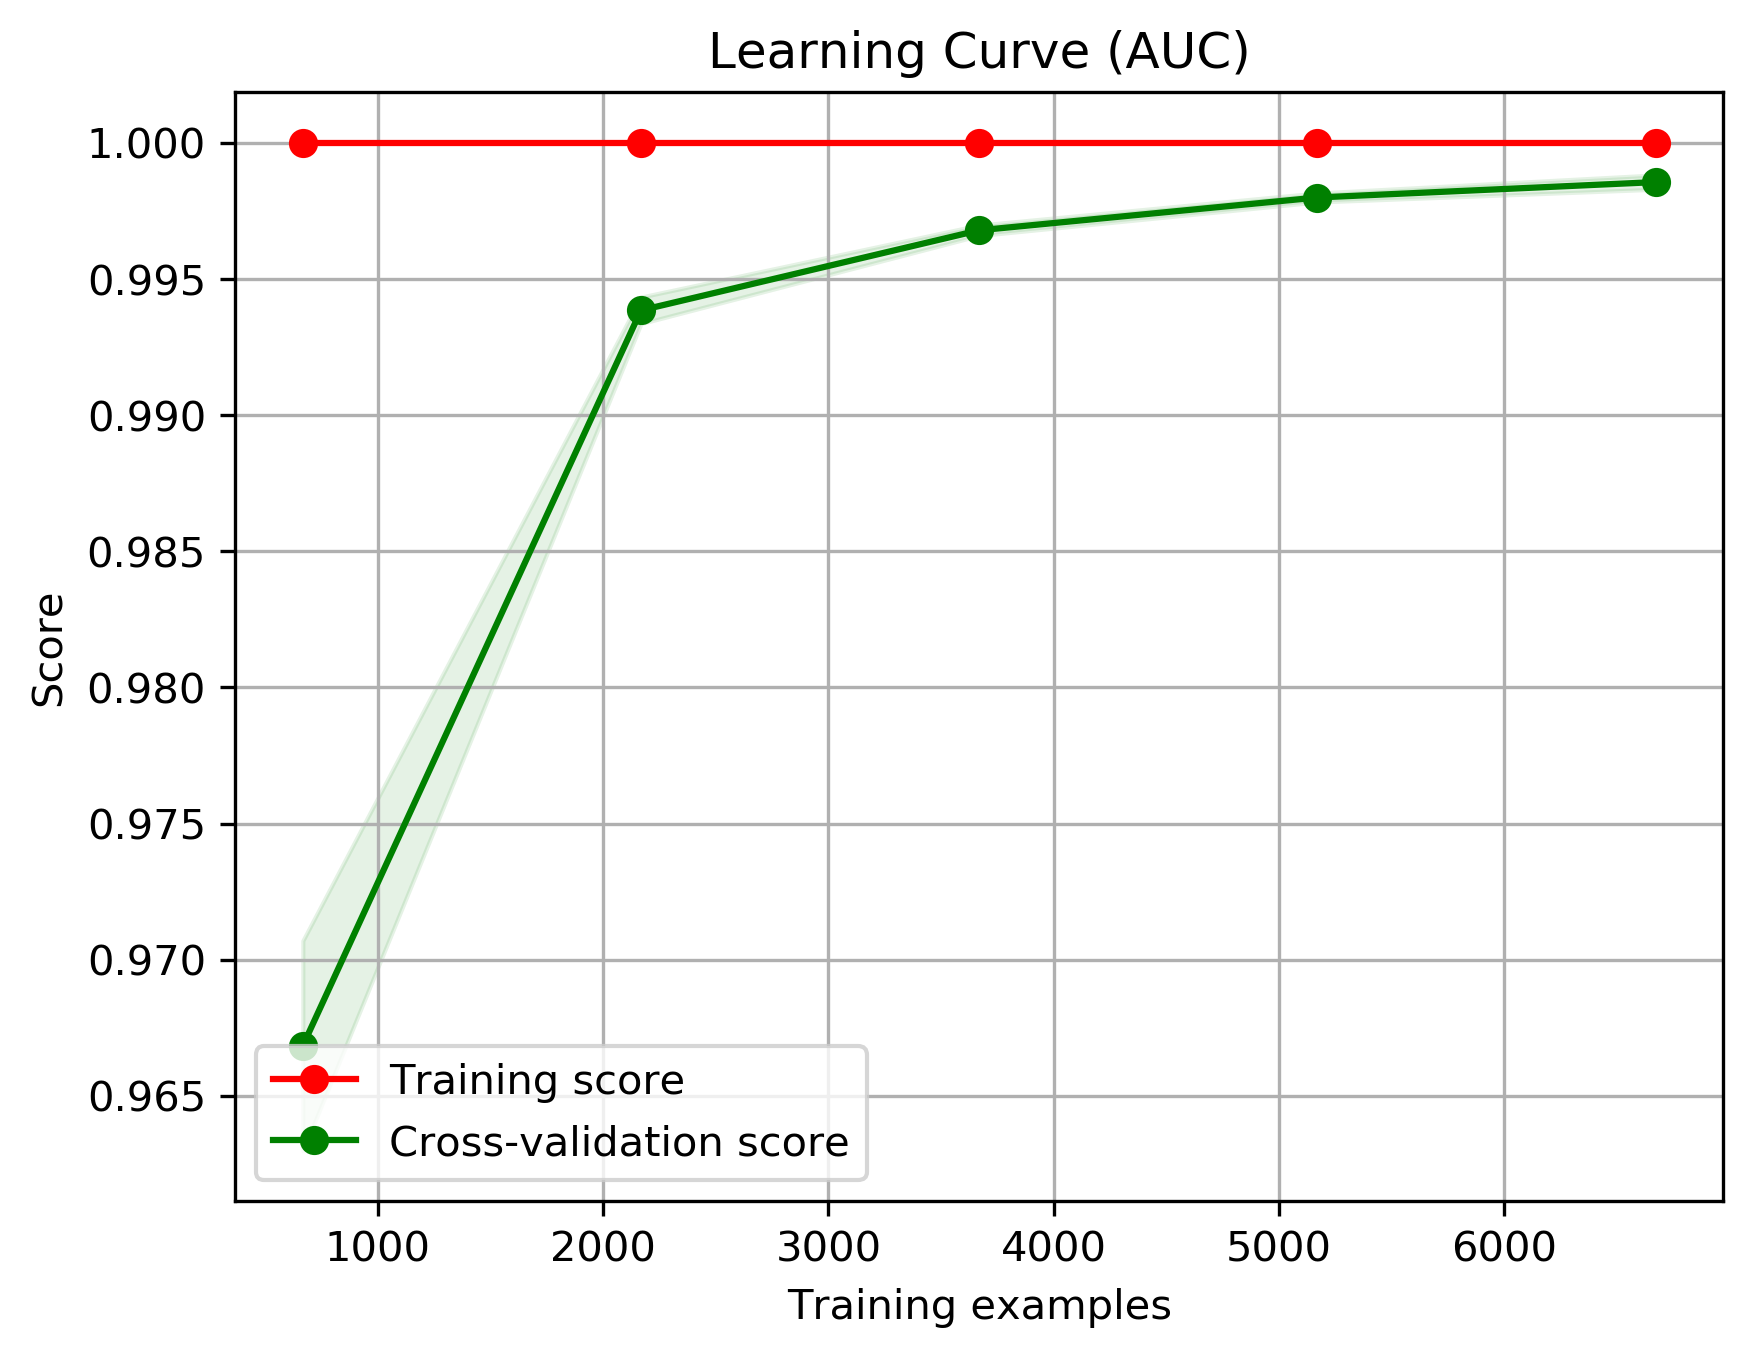 Learning Curve (AUC)
1.000
0.995
0.990
0.985
0.980
0.975
0.970
0.965
Score
Training score
Cross-validation score
1000 2000 3000 4000 5000 6000
Training examples